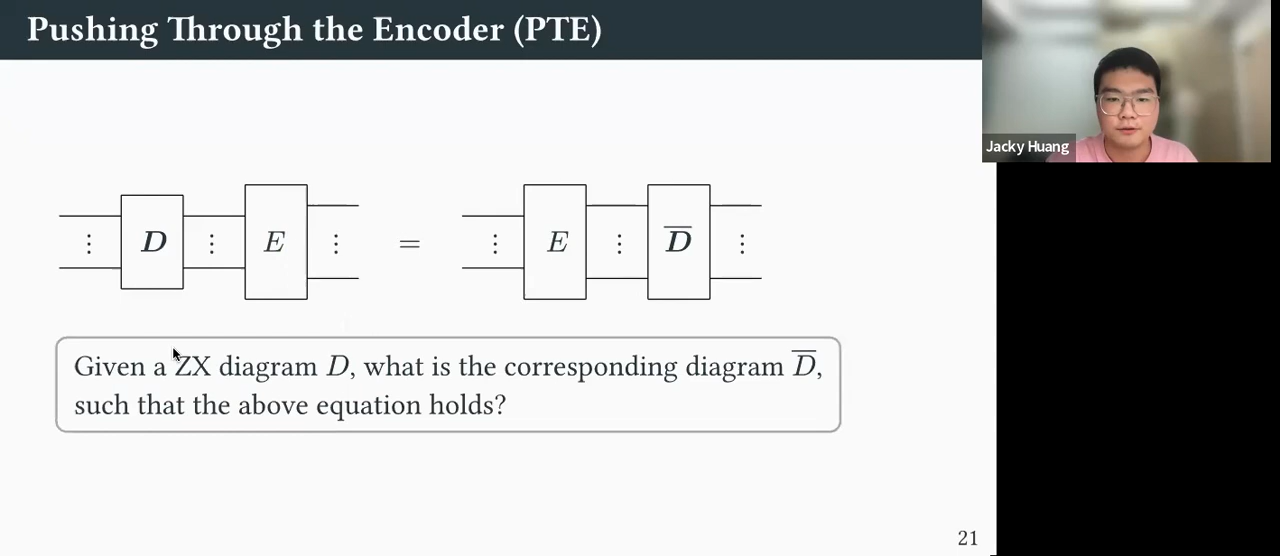 Pushing Through the Encoder (PTE)
Jacky Huang
⋮ D ⋮ E ⋮ = ⋮ E ⋮ D̅ ⋮
Given a ZX diagram D, what is the corresponding diagram D̅,
such that the above equation holds?
21